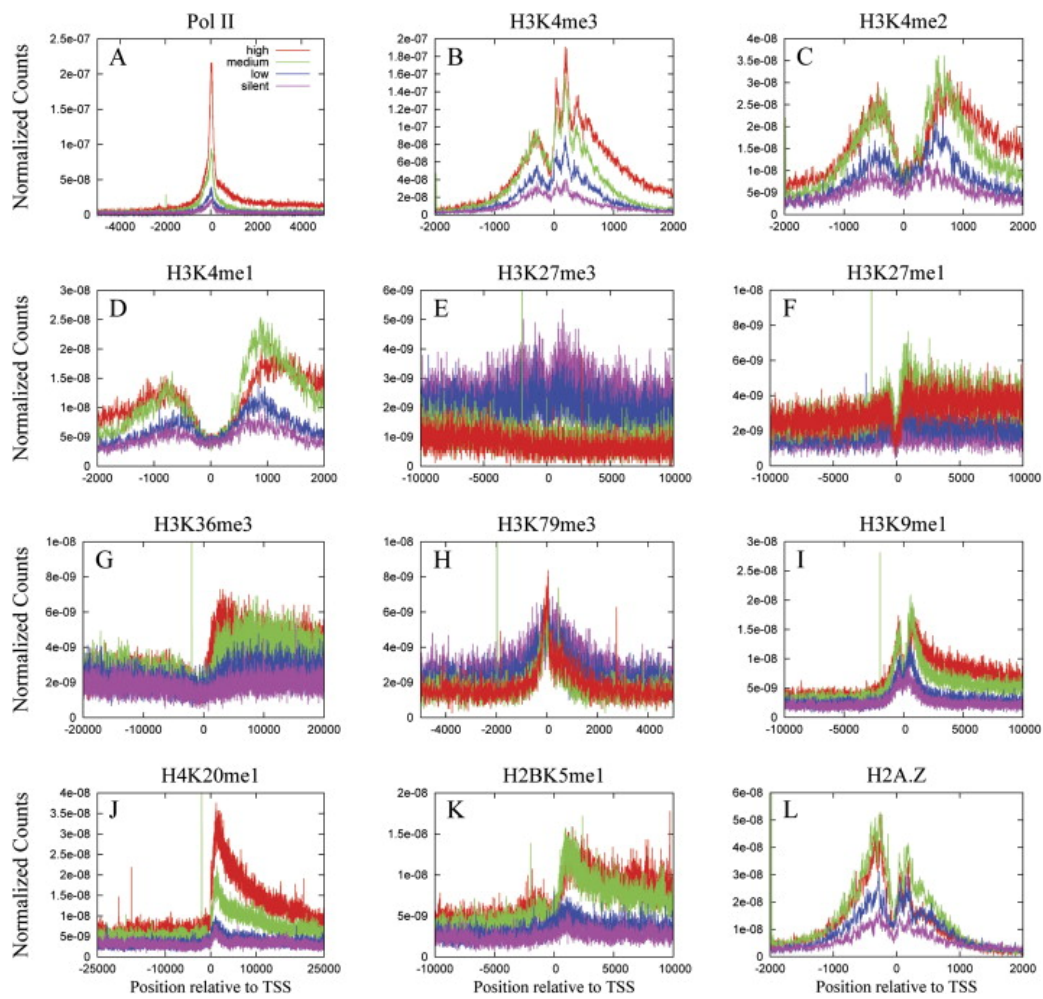 Pol II
H3K4me3
H3K4me2
Normalized Counts
2.5e-07
2e-07
1.5e-07
1e-07
5e-08
0
A
high
medium
low
silent
-4000 -2000 0 2000 4000
2e-07
1.8e-07
1.6e-07
1.4e-07
1.2e-07
1e-07
8e-08
6e-08
4e-08
2e-08
0
B
-2000 -1000 0 1000 2000
4e-08
3.5e-08
3e-08
2.5e-08
2e-08
1.5e-08
1e-08
5e-09
0
C
-2000 -1000 0 1000 2000
H3K4me1
H3K27me3
H3K27me1
Normalized Counts
3e-08
2.5e-08
2e-08
1.5e-08
1e-08
5e-09
0
D
-2000 -1000 0 1000 2000
6e-09
5e-09
4e-09
3e-09
2e-09
1e-09
0
E
-10000 -5000 0 5000 10000
1e-08
8e-09
6e-09
4e-09
2e-09
0
F
-10000 -5000 0 5000 10000
H3K36me3
H3K79me3
H3K9me1
Normalized Counts
1e-08
8e-09
6e-09
4e-09
2e-09
0
G
-20000 -10000 0 10000 20000
1e-08
8e-09
6e-09
4e-09
2e-09
0
H
-4000 -2000 0 2000 4000
3e-08
2.5e-08
2e-08
1.5e-08
1e-08
5e-09
0
I
-10000 -5000 0 5000 10000
H4K20me1
H2BK5me1
H2A.Z
Normalized Counts
4e-08
3.5e-08
3e-08
2.5e-08
2e-08
1.5e-08
1e-08
5e-09
0
J
-25000 0 25000
Position relative to TSS
2e-08
1.5e-08
1e-08
5e-09
0
K
-10000 -5000 0 5000 10000
Position relative to TSS
6e-08
5e-08
4e-08
3e-08
2e-08
1e-08
0
L
-2000 -1000 0 1000 2000
Position relative to TSS